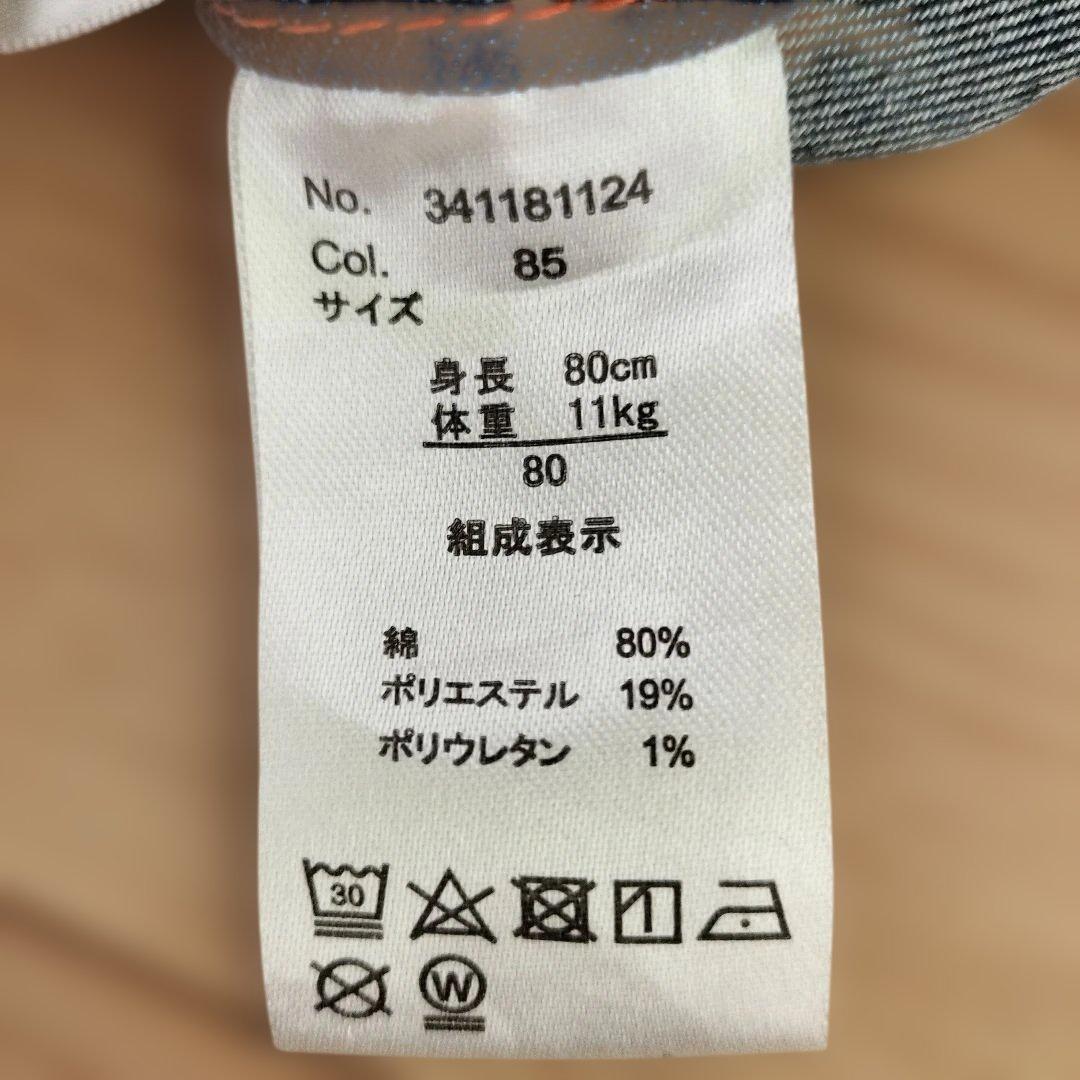 No. 341181124
Col. 85
サイズ
身長 80cm
体重 11kg
80
組成表示
綿 80%
ポリエステル 19%
ポリウレタン 1%
30
W